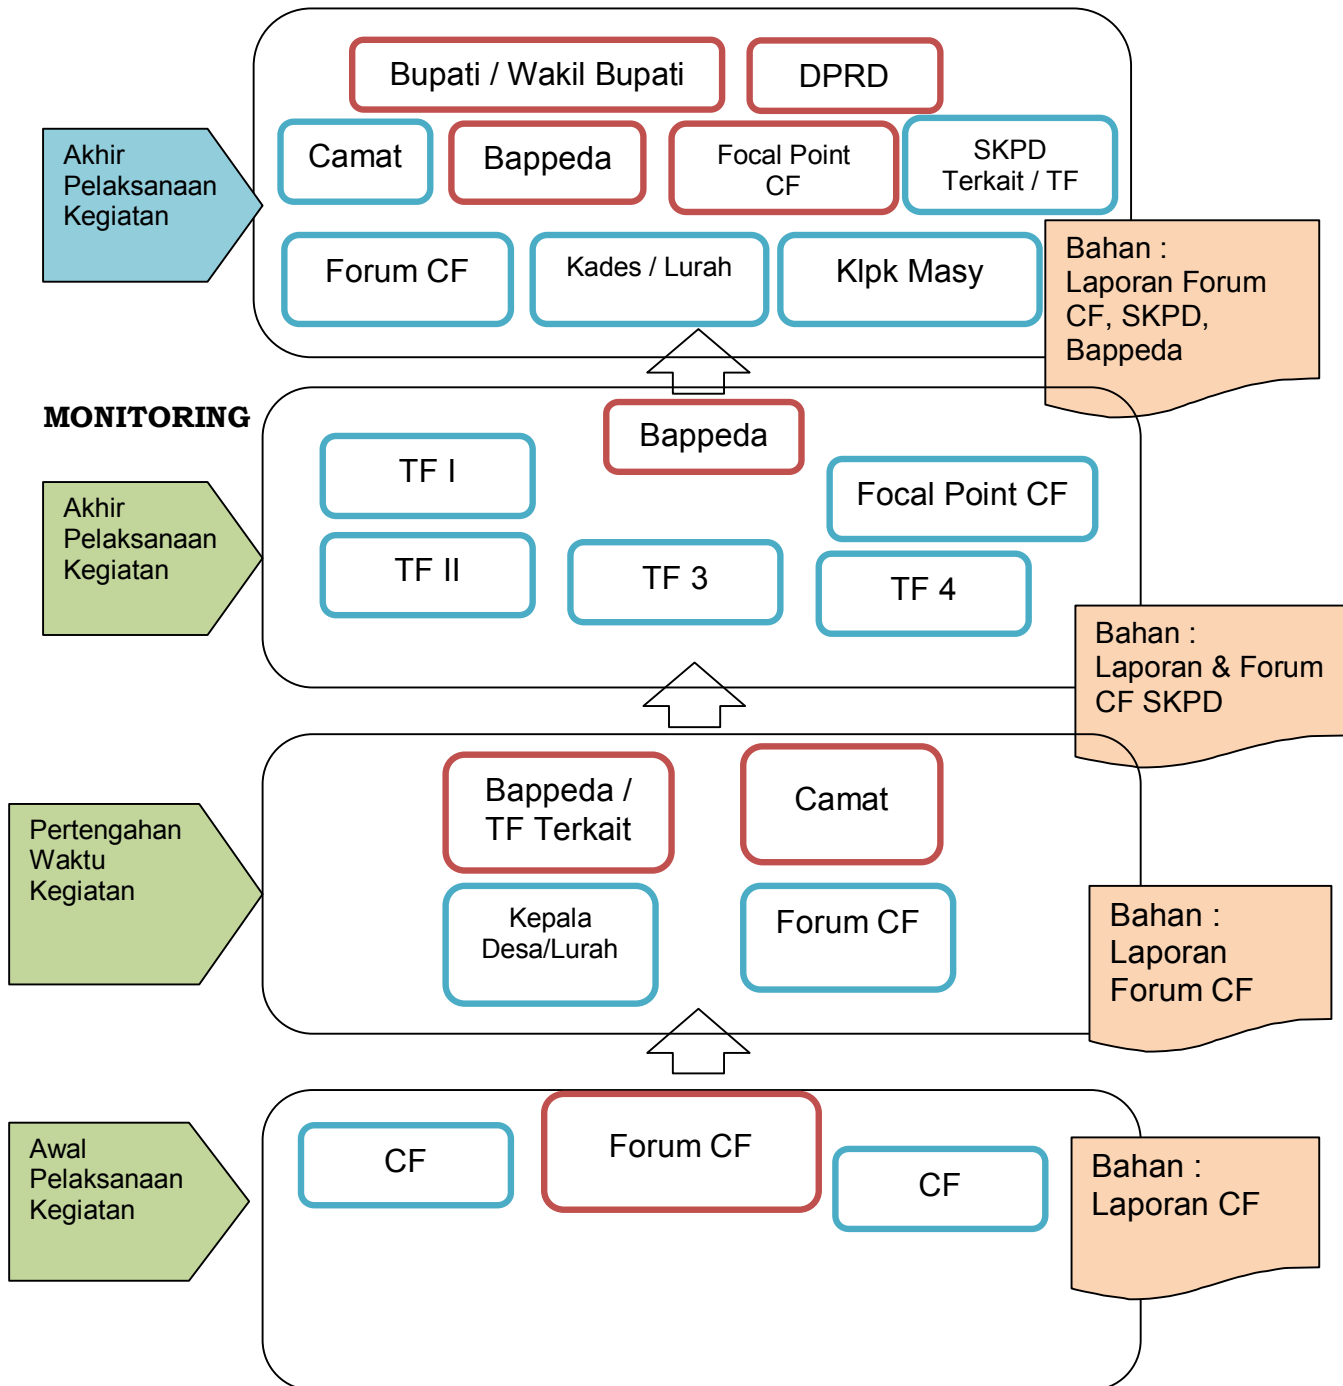 Bupati / Wakil Bupati
DPRD
Akhir
Pelaksanaan
Kegiatan
Camat
Bappeda
Focal Point
CF
SKPD
Terkait / TF
Forum CF
Kades / Lurah
Klpk Masy
Bahan :
Laporan Forum
CF, SKPD,
Bappeda
MONITORING
Bappeda
TF I
Focal Point CF
Akhir
Pelaksanaan
Kegiatan
TF II
TF 3
TF 4
Bahan :
Laporan & Forum
CF SKPD
Bappeda /
TF Terkait
Camat
Pertengahan
Waktu
Kegiatan
Kepala
Desa/Lurah
Forum CF
Bahan :
Laporan
Forum CF
Awal
Pelaksanaan
Kegiatan
CF
Forum CF
CF
Bahan :
Laporan CF